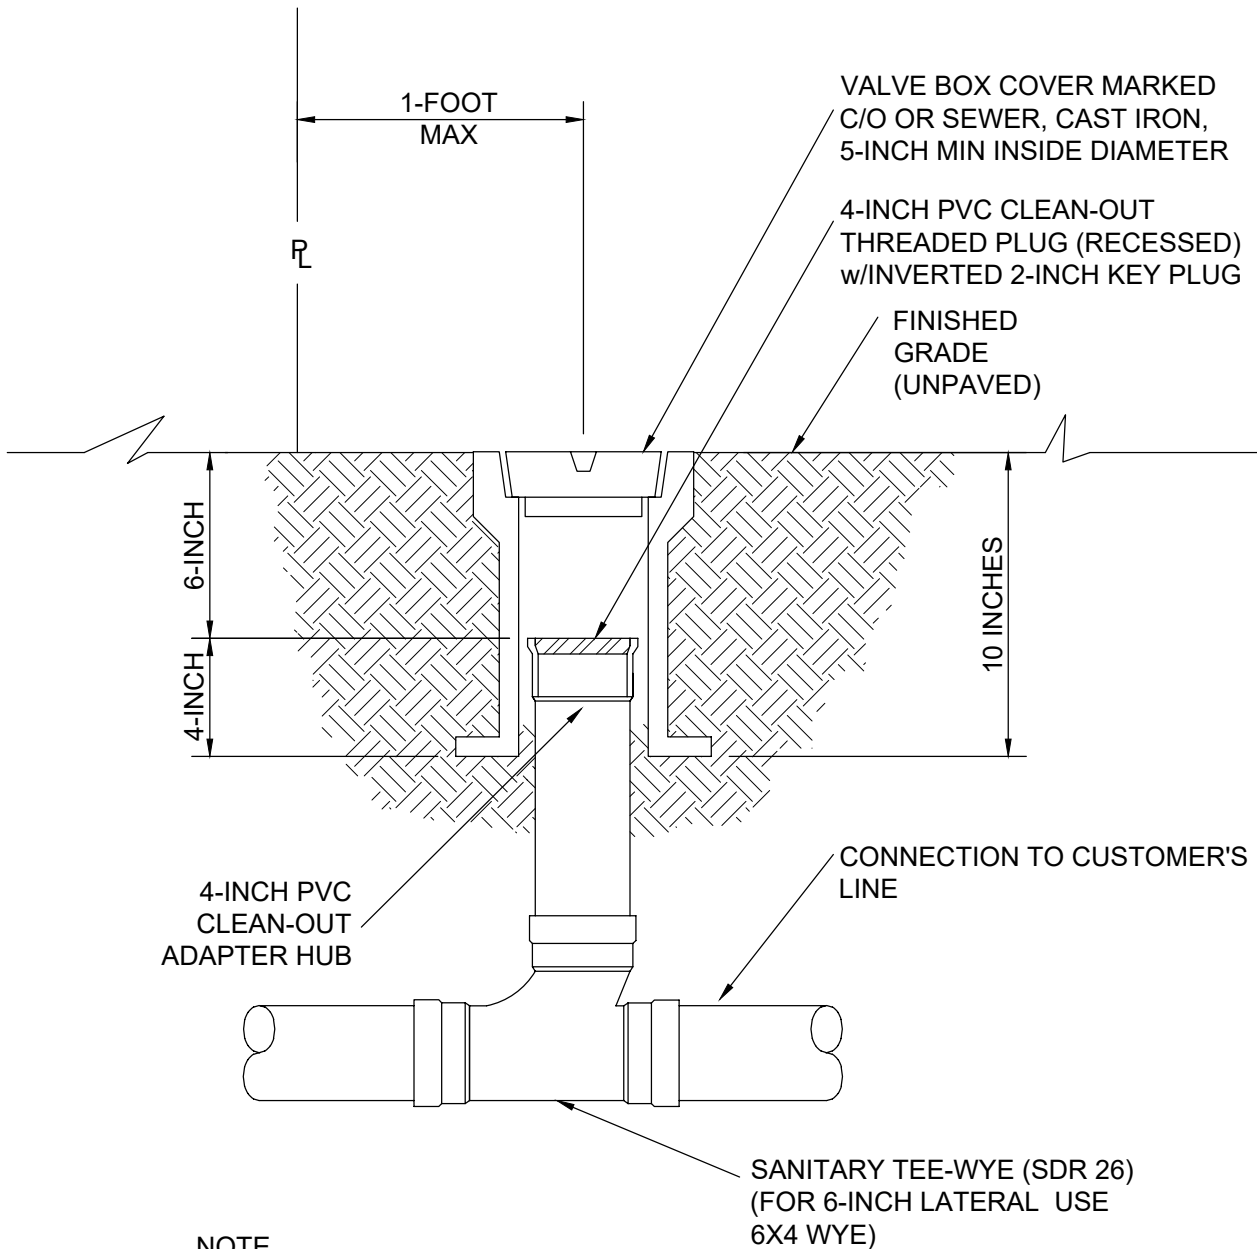 1-FOOT
MAX
VALVE BOX COVER MARKED
C/O OR SEWER, CAST IRON,
5-INCH MIN INSIDE DIAMETER
4-INCH PVC CLEAN-OUT
THREADED PLUG (RECESSED)
w/INVERTED 2-INCH KEY PLUG
PL
FINISHED
GRADE
(UNPAVED)
6-INCH
4-INCH
10 INCHES
4-INCH PVC
CLEAN-OUT
ADAPTER HUB
CONNECTION TO CUSTOMER'S
LINE
SANITARY TEE-WYE (SDR 26)
(FOR 6-INCH LATERAL USE
6X4 WYE)
NOTE